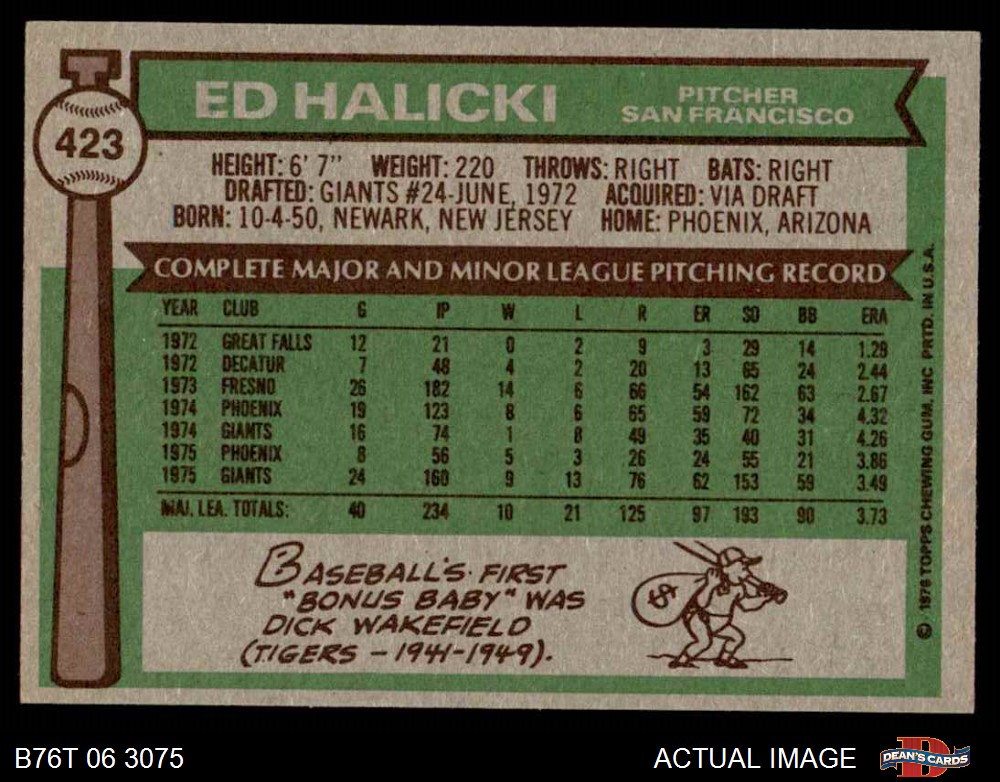 423
ED HALICKI
PITCHER
SAN FRANCISCO
HEIGHT: 6' 7" WEIGHT: 220 THROWS: RIGHT BATS: RIGHT
DRAFTED: GIANTS #24-JUNE, 1972 ACQUIRED: VIA DRAFT
BORN: 10-4-50, NEWARK, NEW JERSEY HOME: PHOENIX, ARIZONA
COMPLETE MAJOR AND MINOR LEAGUE PITCHING RECORD
YEAR CLUB G IP W L R ER SO BB ERA
1972 GREAT FALLS 12 21 0 2 9 3 29 14 1.29
1972 DECATUR 7 48 4 2 20 13 65 24 2.44
1973 FRESNO 26 182 14 6 66 54 162 63 2.67
1974 PHOENIX 19 123 8 6 65 59 72 34 4.32
1974 GIANTS 16 74 1 8 49 35 40 31 4.26
1975 PHOENIX 8 56 5 3 26 24 55 21 3.86
1975 GIANTS 24 160 9 13 76 62 153 59 3.49
MAJ. LEA. TOTALS: 40 234 10 21 125 97 193 90 3.73
BASEBALL'S FIRST
"BONUS BABY" WAS
DICK WAKEFIELD
(TIGERS - 1941-1949).
$
© 1976 TOPPS CHEWING GUM, INC PRTD. IN U.S.A.
B76T 06 3075
ACTUAL IMAGE
D
DEAN'S CARDS